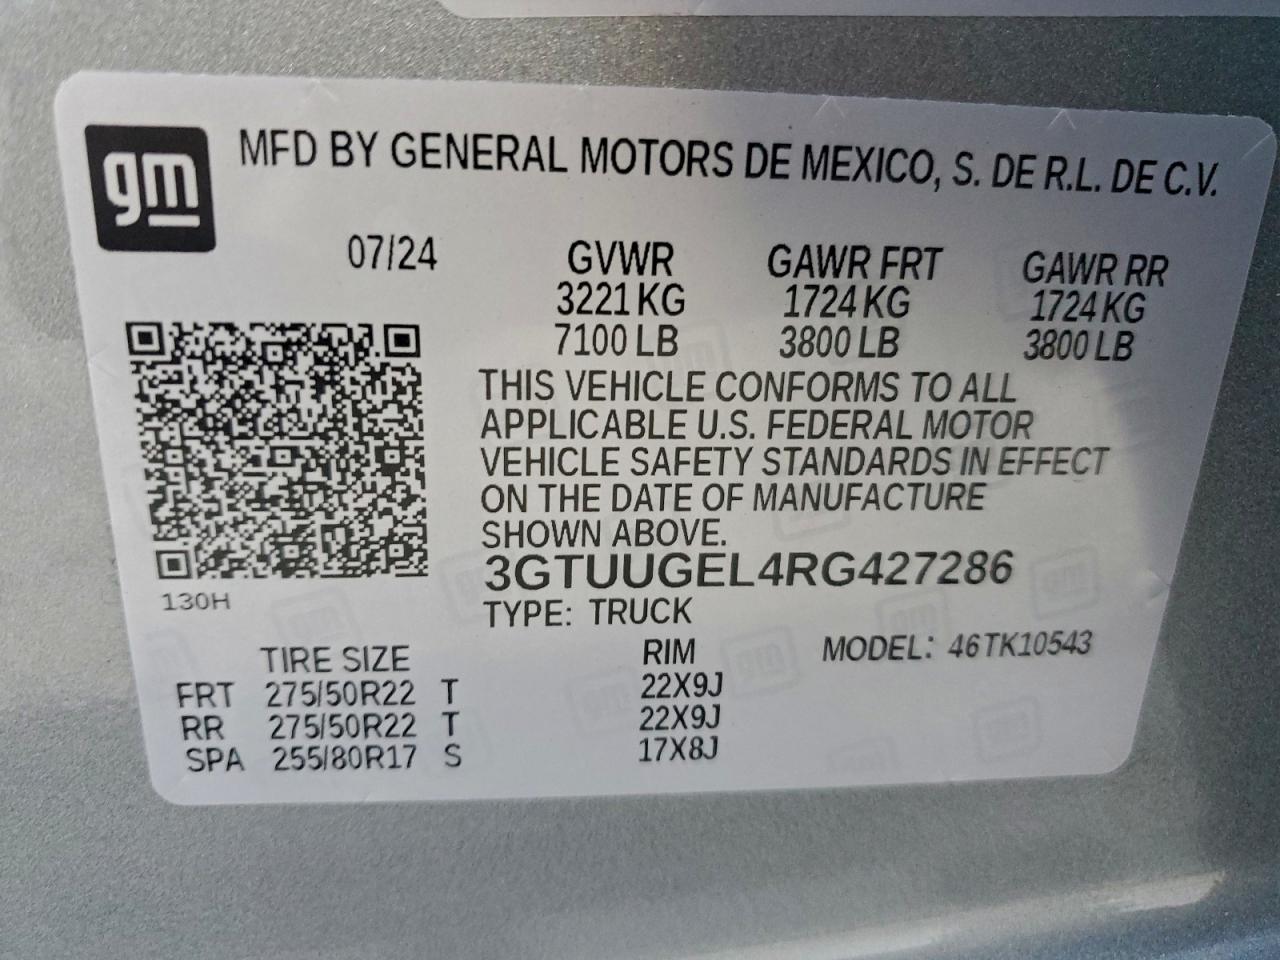 gm
MFD BY GENERAL MOTORS DE MEXICO, S. DE R.L. DE C.V.
07/24 GVWR GAWR FRT GAWR RR
3221 KG 1724 KG 1724 KG
7100 LB 3800 LB 3800 LB
THIS VEHICLE CONFORMS TO ALL
APPLICABLE U.S. FEDERAL MOTOR
VEHICLE SAFETY STANDARDS IN EFFECT
ON THE DATE OF MANUFACTURE
SHOWN ABOVE.
3GTUUGEL4RG427286
130H
TYPE: TRUCK
TIRE SIZE RIM MODEL: 46TK10543
FRT 275/50R22 T 22X9J
RR 275/50R22 T 22X9J
SPA 255/80R17 S 17X8J